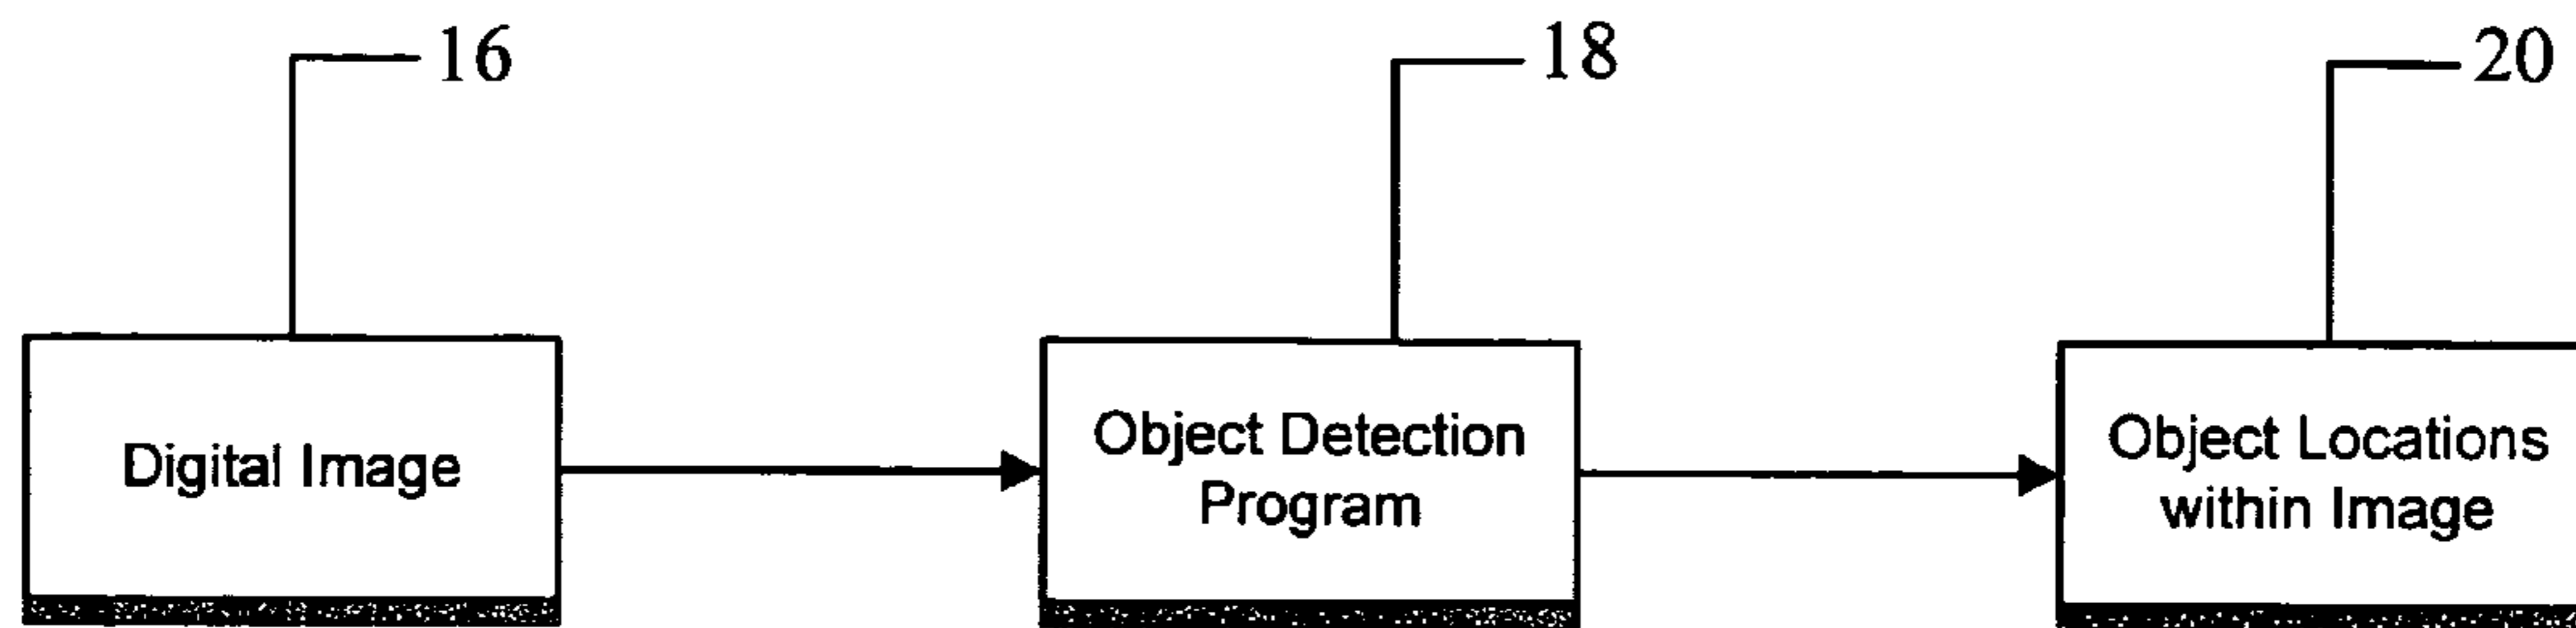 16
18
20
Digital Image
Object Detection
Program
Object Locations
within Image